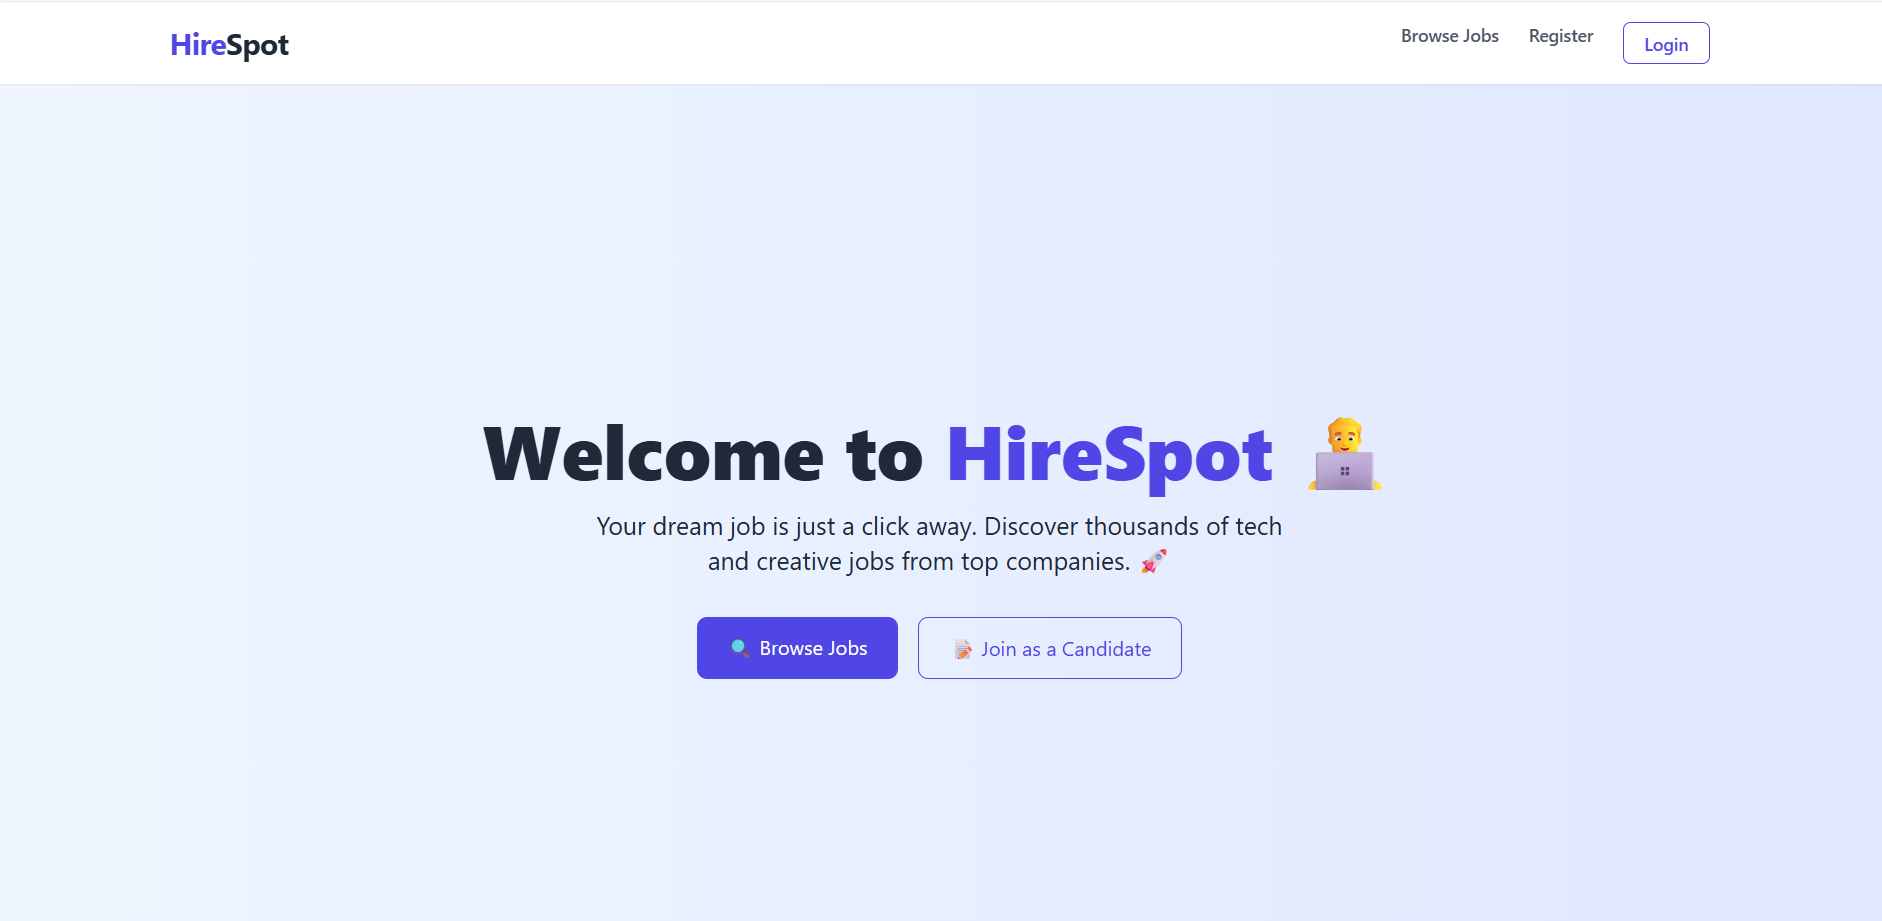 HireSpot
Browse Jobs
Register
Login
Welcome to HireSpot
Your dream job is just a click away. Discover thousands of tech
and creative jobs from top companies. 🚀
🔍 Browse Jobs
📝 Join as a Candidate